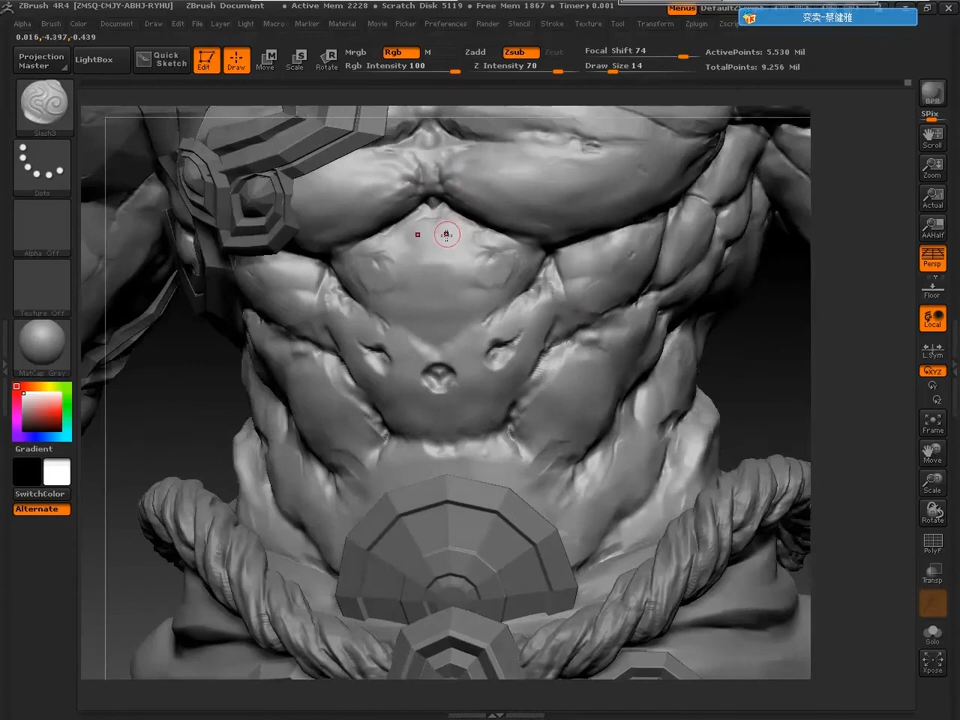 ZBrush 4R4 [ZMSQ-CMJY-ABHJ-RYHU] ZBrush Document • Active Mem 2228 • Scratch Disk 5119 • Free Mem 1867 • Timer▸0.001
Menus
变卖-蔡健雅
Alpha Brush Color Document Draw Edit File Layer Light Macro Marker Material Movie Picker Preferences Render Stencil Stroke Texture Tool Transform Zplugin
0.016,-4.397,-0.439
Projection Master
LightBox
Quick Sketch
Edit
Draw
Move
Scale
Rotate
Mrgb
Rgb
M
Rgb Intensity 100
Zadd
Zsub
Zcut
Z Intensity 70
Focal Shift 74
Draw Size 14
ActivePoints: 5.530 Mil
TotalPoints: 9.256 Mil
Slash3
Dots
Alpha Off
Texture Off
MatCap Gray
Gradient
SwitchColor
Alternate
BPR
SPix
Scroll
Zoom
Actual
AAHalf
Persp
Floor
Local
L.Sym
XYZ
Frame
Move
Scale
Rotate
PolyF
Transp
Solo
Xpose